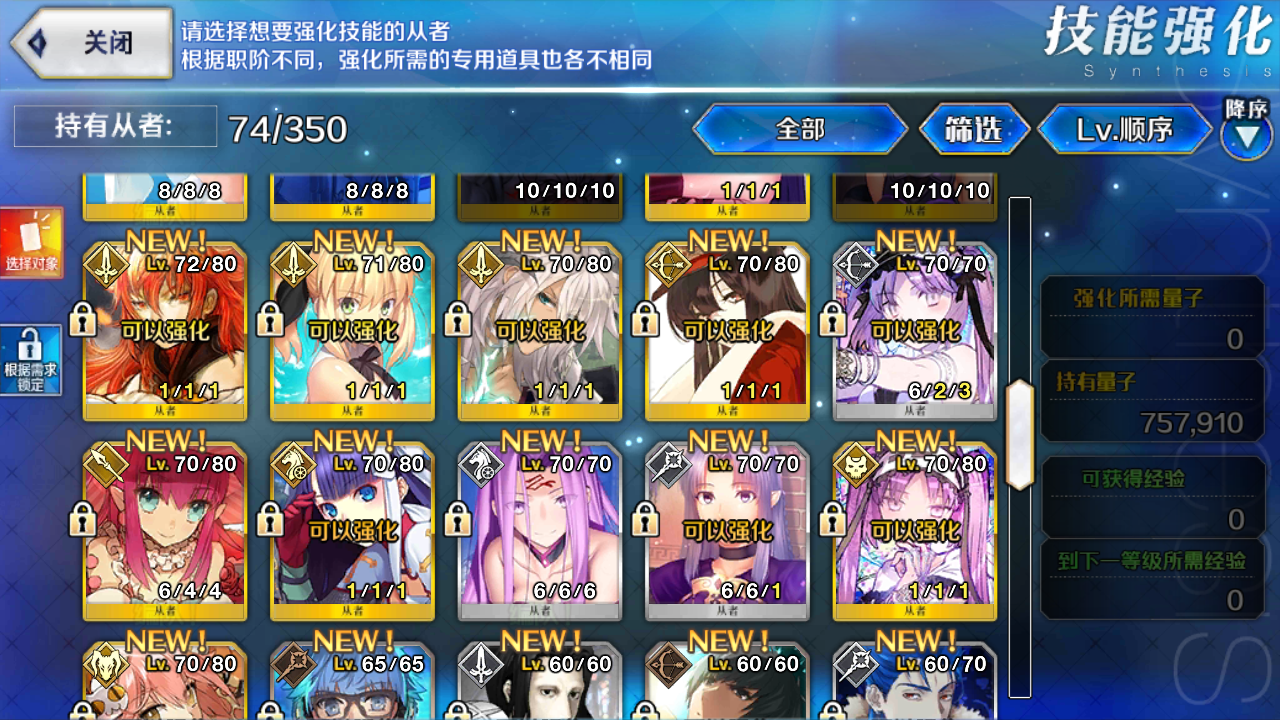 关闭
请选择想要强化技能的从者
根据职阶不同，强化所需的专用道具也各不相同
技能强化
Synthesis
持有从者:
74/350
全部
筛选
Lv.顺序
降序
8/8/8
8/8/8
10/10/10
1/1/1
10/10/10
从者
从者
从者
从者
从者
选择对象
根据需求
锁定
NEW!
NEW!
NEW!
NEW!
NEW!
Lv.72/80
Lv.71/80
Lv.70/80
Lv.70/80
Lv.70/70
可以强化
可以强化
可以强化
可以强化
可以强化
1/1/1
1/1/1
1/1/1
1/1/1
6/2/3
从者
从者
从者
从者
从者
NEW!
NEW!
NEW!
NEW!
NEW!
Lv.70/80
Lv.70/80
Lv.70/70
Lv.70/70
Lv.70/80
可以强化
可以强化
可以强化
6/4/4
1/1/1
6/6/6
6/6/1
1/1/1
从者
从者
从者
从者
从者
NEW!
NEW!
NEW!
NEW!
NEW!
Lv.70/80
Lv.65/65
Lv.60/60
Lv.60/60
Lv.60/70
强化所需量子
0
持有量子
757,910
可获得经验
0
到下一等级所需经验
0